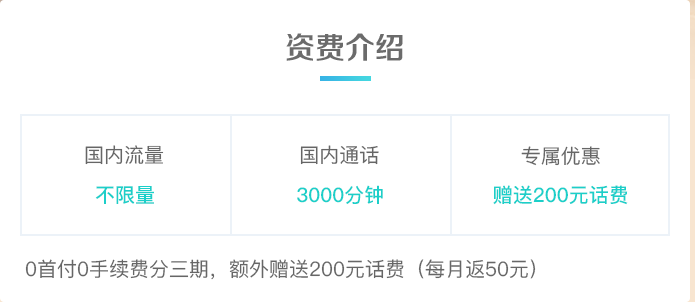 资费介绍
国内流量
不限量
国内通话
3000分钟
专属优惠
赠送200元话费
0首付0手续费分三期，额外赠送200元话费（每月返50元）